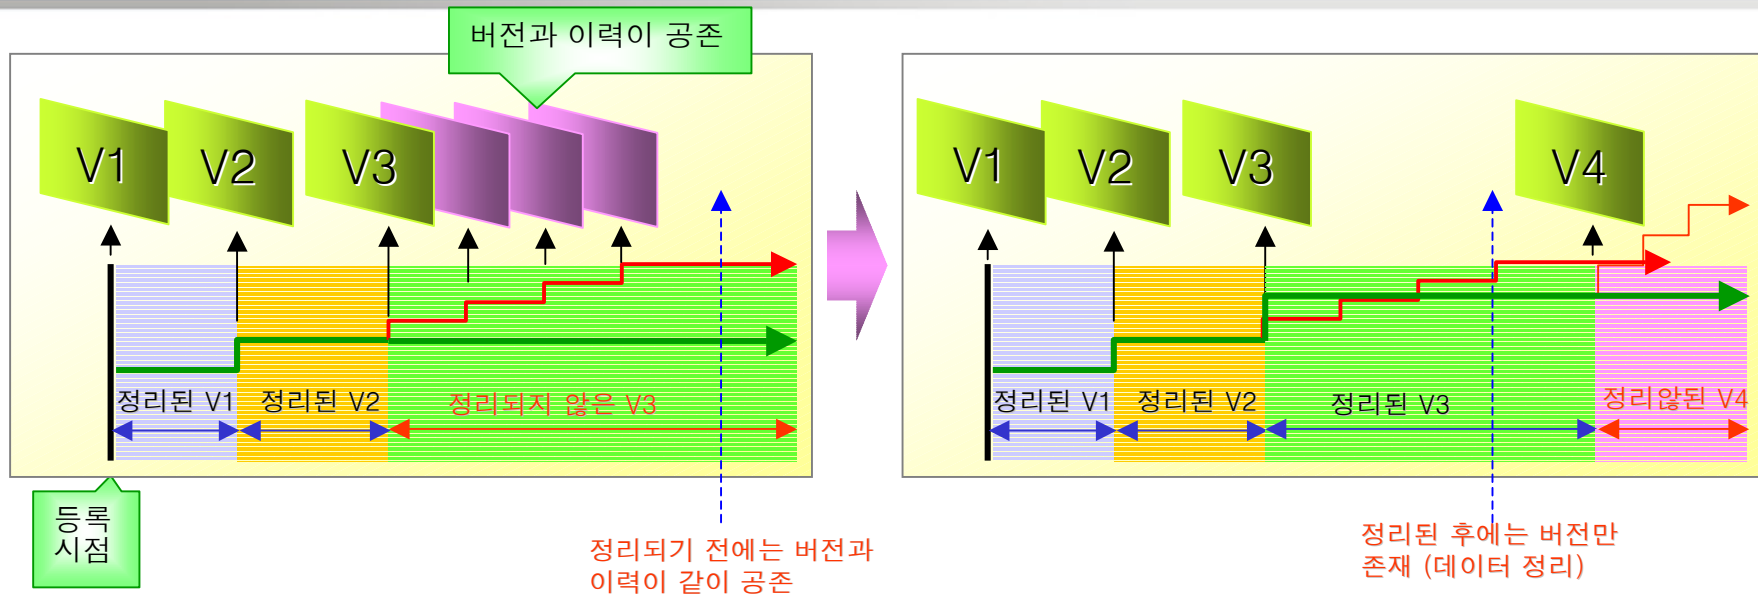 버전과 이력이 공존
V1
V2
V3
정리된 V1
정리된 V2
정리되지 않은 V3
등록
시점
정리되기 전에는 버전과
이력이 같이 공존
V1
V2
V3
V4
정리된 V1
정리된 V2
정리된 V3
정리않된 V4
정리된 후에는 버전만
존재 (데이터 정리)